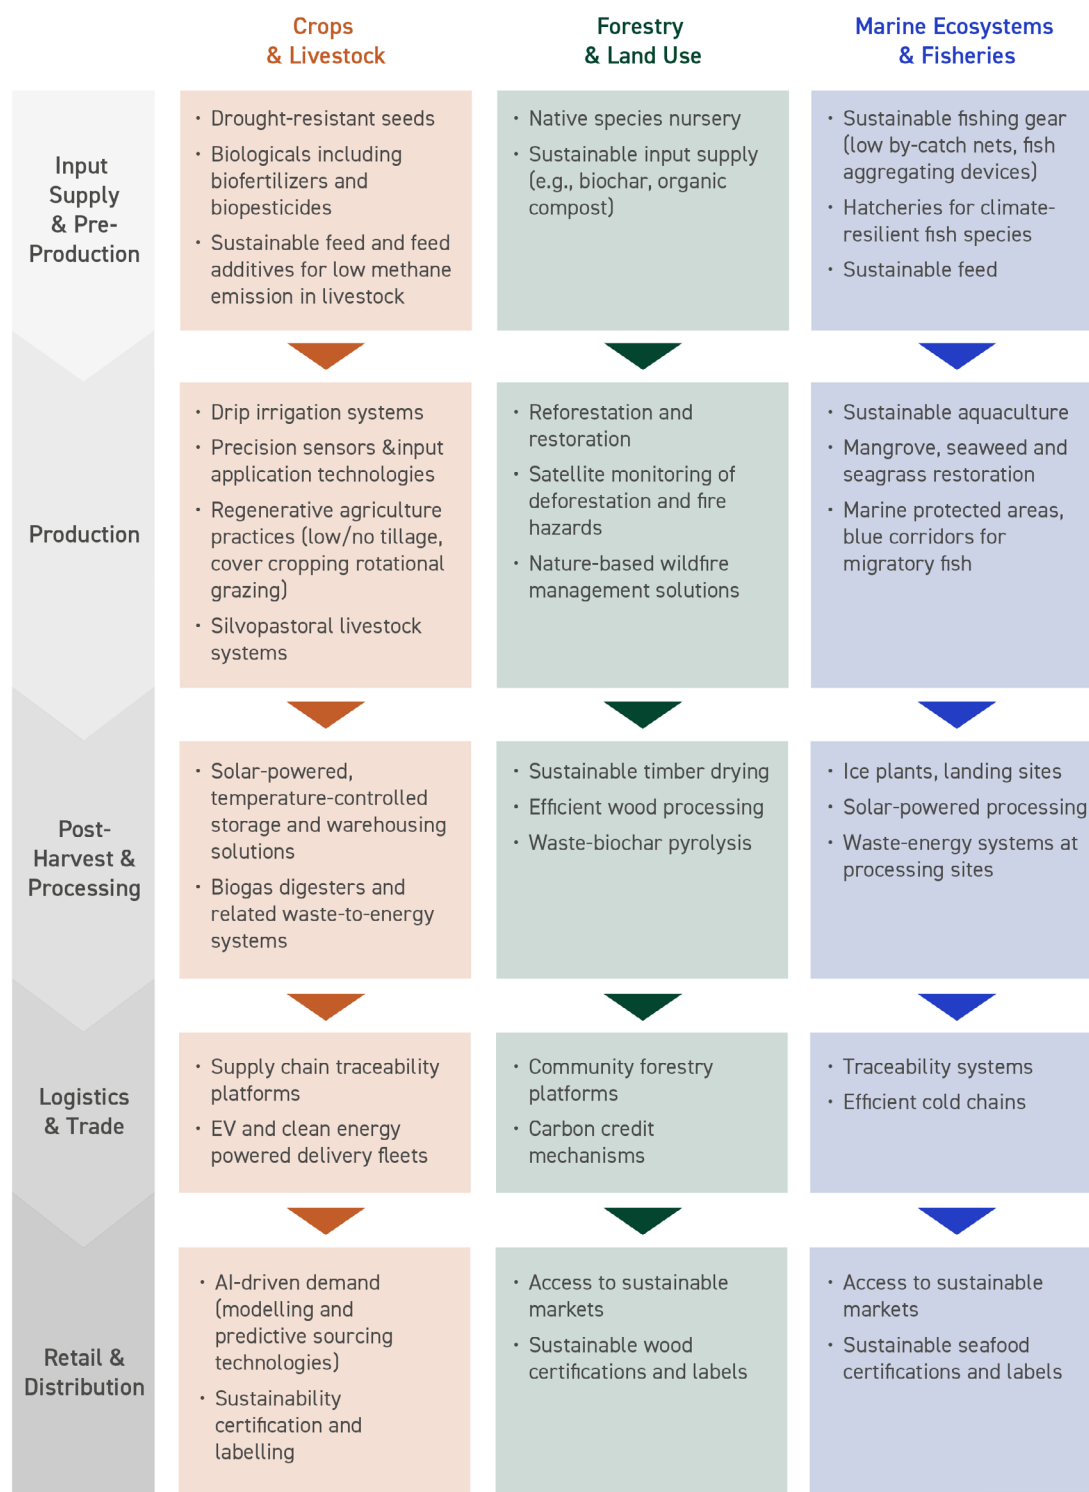 Crops
& Livestock
Forestry
& Land Use
Marine Ecosystems
& Fisheries
Input
Supply
& Pre-
Production
• Drought-resistant seeds
• Biologicals including
biofertilizers and
biopesticides
• Sustainable feed and feed
additives for low methane
emission in livestock
• Native species nursery
• Sustainable input supply
(e.g., biochar, organic
compost)
• Sustainable fishing gear
(low by-catch nets, fish
aggregating devices)
• Hatcheries for climate-
resilient fish species
• Sustainable feed
Production
• Drip irrigation systems
• Precision sensors &input
application technologies
• Regenerative agriculture
practices (low/no tillage,
cover cropping rotational
grazing)
• Silvopastoral livestock
systems
• Reforestation and
restoration
• Satellite monitoring of
deforestation and fire
hazards
• Nature-based wildfire
management solutions
• Sustainable aquaculture
• Mangrove, seaweed and
seagrass restoration
• Marine protected areas,
blue corridors for
migratory fish
Post-
Harvest &
Processing
• Solar-powered,
temperature-controlled
storage and warehousing
solutions
• Biogas digesters and
related waste-to-energy
systems
• Sustainable timber drying
• Efficient wood processing
• Waste-biochar pyrolysis
• Ice plants, landing sites
• Solar-powered processing
• Waste-energy systems at
processing sites
Logistics
& Trade
• Supply chain traceability
platforms
• EV and clean energy
powered delivery fleets
• Community forestry
platforms
• Carbon credit
mechanisms
• Traceability systems
• Efficient cold chains
Retail &
Distribution
• AI-driven demand
(modelling and
predictive sourcing
technologies)
• Sustainability
certification and
labelling
• Access to sustainable
markets
• Sustainable wood
certifications and labels
• Access to sustainable
markets
• Sustainable seafood
certifications and labels